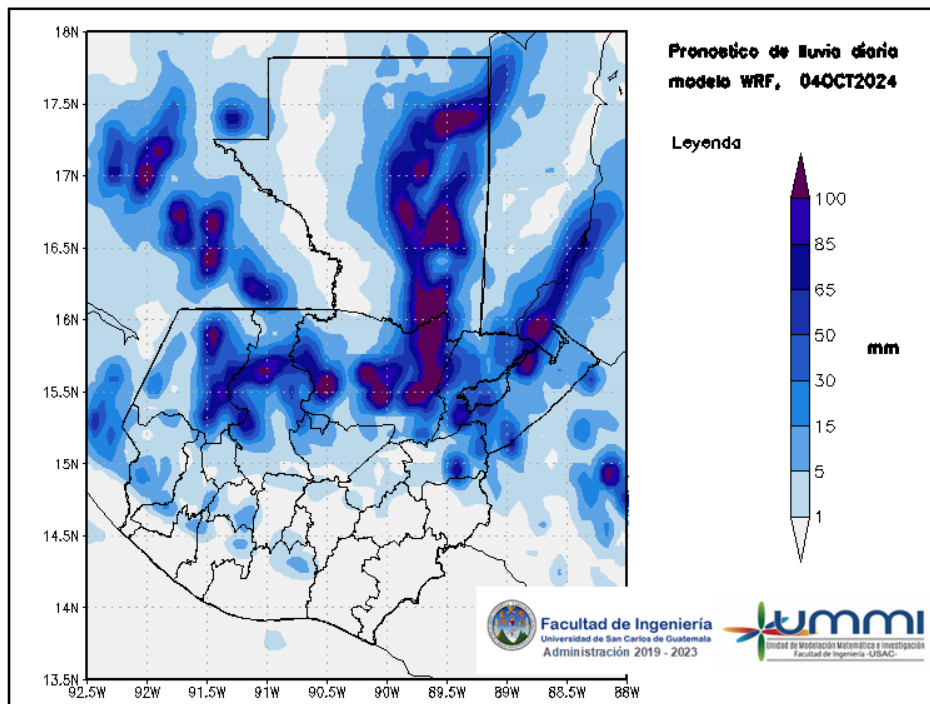 Pronostico de lluvia diaria
modelo WRF, 04OCT2024
Leyenda
100
85
65
50
30
15
5
1
mm
18N
17.5N
17N
16.5N
16N
15.5N
15N
14.5N
14N
13.5N
92.5W
92W
91.5W
91W
90.5W
90W
89.5W
89W
88.5W
88W
Facultad de Ingeniería
Universidad de San Carlos de Guatemala
Administración 2019 - 2023
ummi
Unidad de Modelación Matemática e Investigación
Facultad de Ingeniería -USAC-